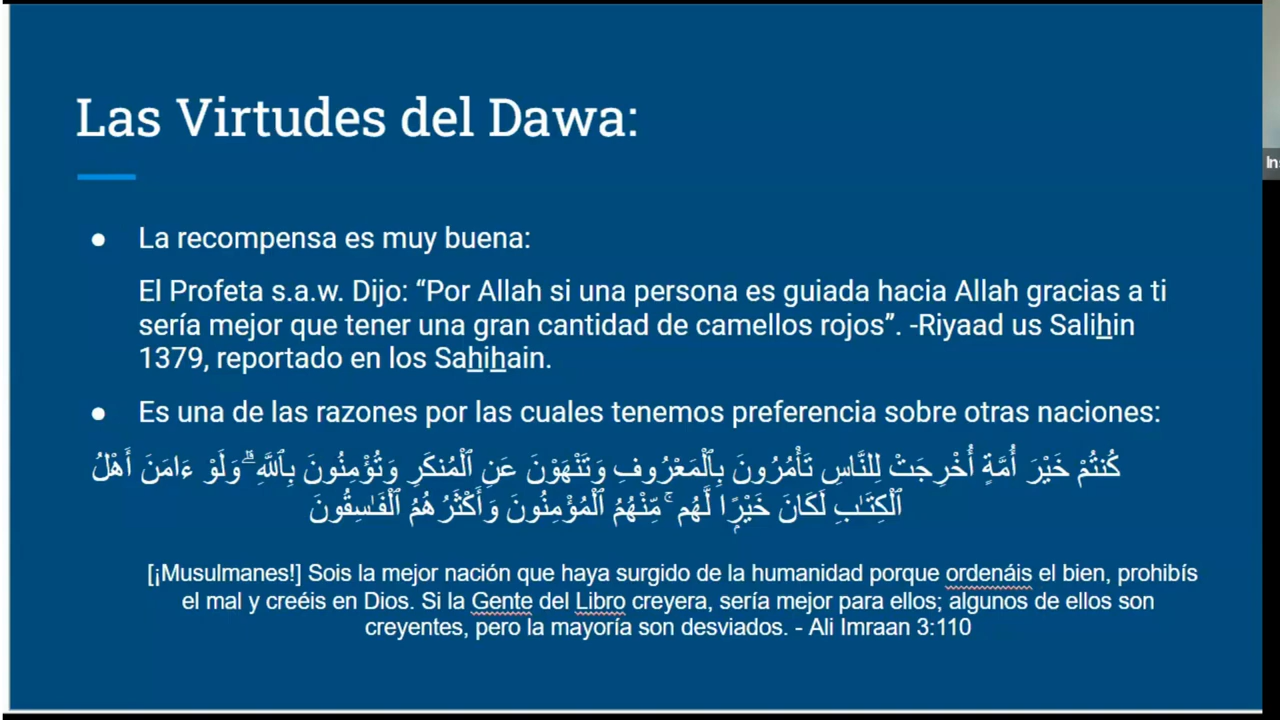 Las Virtudes del Dawa:
● La recompensa es muy buena:
El Profeta s.a.w. Dijo: “Por Allah si una persona es guiada hacia Allah gracias a ti
sería mejor que tener una gran cantidad de camellos rojos”. -Riyaad us Salihin
1379, reportado en los Sahihain.
● Es una de las razones por las cuales tenemos preferencia sobre otras naciones:
كُنتُمْ خَيْرَ أُمَّةٍ أُخْرِجَتْ لِلنَّاسِ تَأْمُرُونَ بِٱلْمَعْرُوفِ وَتَنْهَوْنَ عَنِ ٱلْمُنكَرِ وَتُؤْمِنُونَ بِٱللَّهِ ۗ وَلَوْ ءَامَنَ أَهْلُ
ٱلْكِتَـٰبِ لَكَانَ خَيْرًۭا لَّهُم ۚ مِّنْهُمُ ٱلْمُؤْمِنُونَ وَأَكْثَرُهُمُ ٱلْفَـٰسِقُونَ
[¡Musulmanes!] Sois la mejor nación que haya surgido de la humanidad porque ordenáis el bien, prohibís
el mal y creéis en Dios. Si la Gente del Libro creyera, sería mejor para ellos; algunos de ellos son
creyentes, pero la mayoría son desviados. - Ali Imraan 3:110